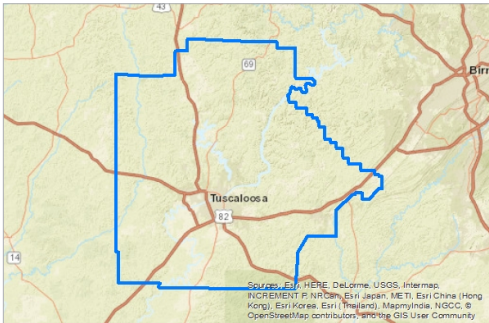 43
69
Birr
Tuscaloosa
82
14
Sources: Esri, HERE, DeLorme, USGS, Intermap,
INCREMENT P, NRCan, Esri Japan, METI, Esri China (Hong
Kong), Esri Korea, Esri (Thailand), MapmyIndia, NGCC, ©
OpenStreetMap contributors, and the GIS User Community